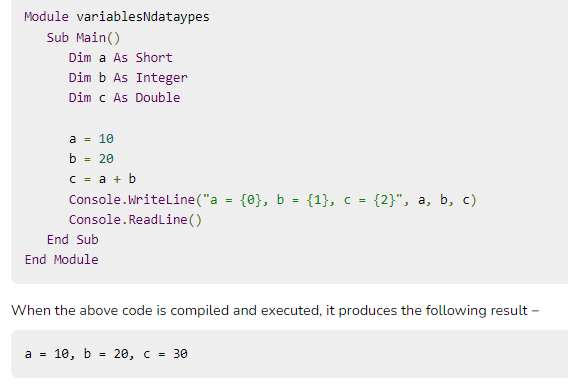 Module variablesNdataypes
   Sub Main()
      Dim a As Short
      Dim b As Integer
      Dim c As Double

      a = 10
      b = 20
      c = a + b
      Console.WriteLine("a = {0}, b = {1}, c = {2}", a, b, c)
      Console.ReadLine()
   End Sub
End Module
When the above code is compiled and executed, it produces the following result −
a = 10, b = 20, c = 30